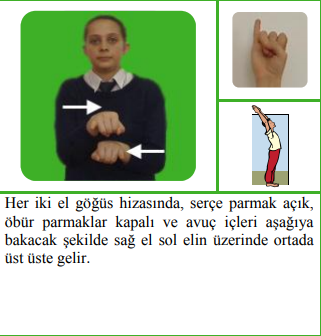 Her iki el göğüs hizasında, serçe parmak açık,
öbür parmaklar kapalı ve avuç içleri aşağıya
bakacak şekilde sağ el sol elin üzerinde ortada
üst üste gelir.